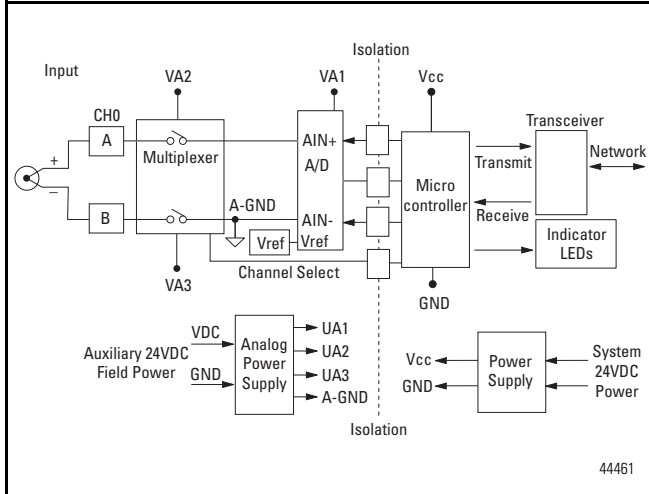 Isolation
Input
VA2
VA1
Vcc
CH0
Transceiver
A
+
Multiplexer
AIN+
A/D
Transmit
Network
Micro
controller
–
A-GND
B
AIN-
Receive
Vref
Vref
Indicator
LEDs
Channel Select
VA3
GND
VDC
Auxiliary 24VDC
Field Power
GND
Analog
Power
Supply
UA1
UA2
UA3
A-GND
Vcc
GND
Power
Supply
System
24VDC
Power
Isolation
44461